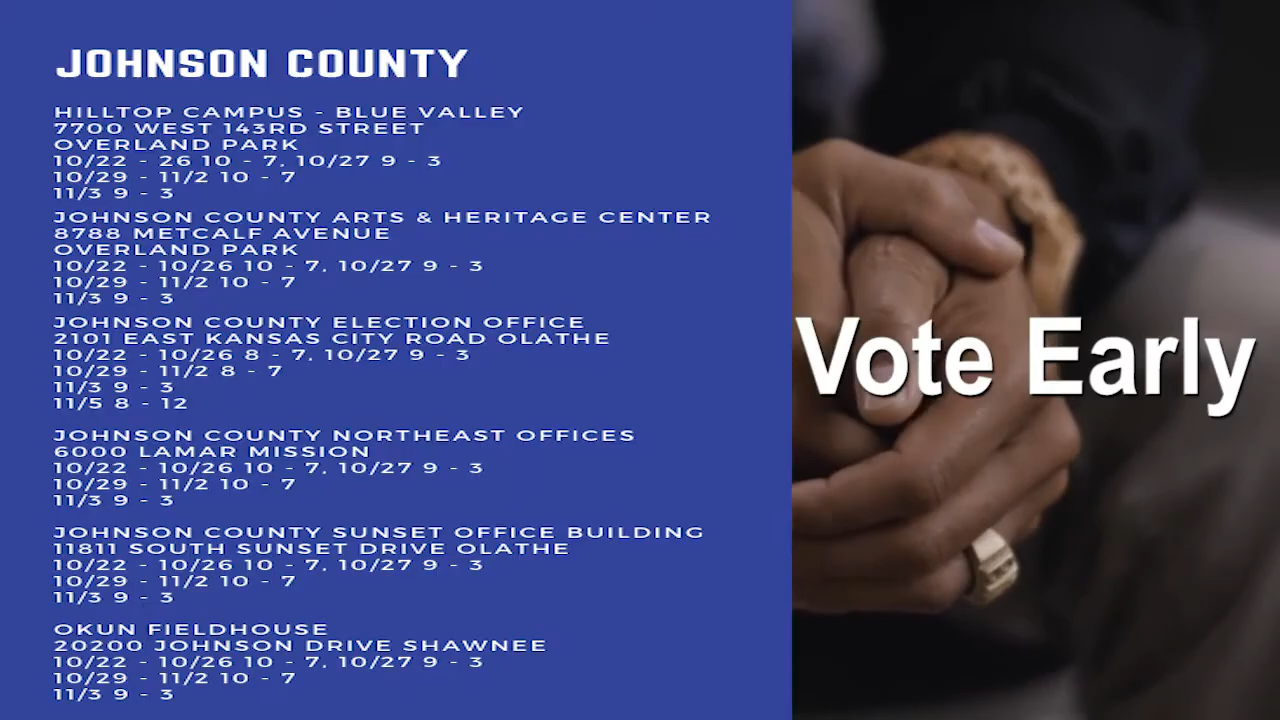 JOHNSON COUNTY
HILLTOP CAMPUS - BLUE VALLEY
7700 WEST 143RD STREET
OVERLAND PARK
10/22 - 26 10 - 7, 10/27 9 - 3
10/29 - 11/2 10 - 7
11/3 9 - 3
JOHNSON COUNTY ARTS & HERITAGE CENTER
8788 METCALF AVENUE
OVERLAND PARK
10/22 - 10/26 10 - 7, 10/27 9 - 3
10/29 - 11/2 10 - 7
11/3 9 - 3
JOHNSON COUNTY ELECTION OFFICE
2101 EAST KANSAS CITY ROAD OLATHE
10/22 - 10/26 8 - 7, 10/27 9 - 3
10/29 - 11/2 8 - 7
11/3 9 - 3
11/5 8 - 12
JOHNSON COUNTY NORTHEAST OFFICES
6000 LAMAR MISSION
10/22 - 10/26 10 - 7, 10/27 9 - 3
10/29 - 11/2 10 - 7
11/3 9 - 3
JOHNSON COUNTY SUNSET OFFICE BUILDING
11811 SOUTH SUNSET DRIVE OLATHE
10/22 - 10/26 10 - 7, 10/27 9 - 3
10/29 - 11/2 10 - 7
11/3 9 - 3
OKUN FIELDHOUSE
20200 JOHNSON DRIVE SHAWNEE
10/22 - 10/26 10 - 7, 10/27 9 - 3
10/29 - 11/2 10 - 7
11/3 9 - 3
Vote Early